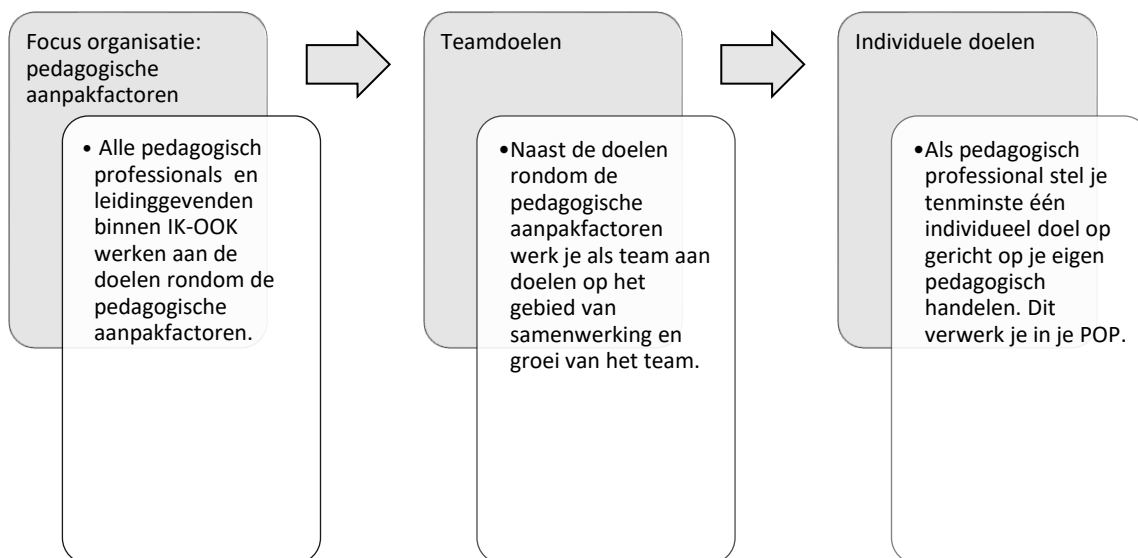 Focus organisatie:
pedagogische
aanpakfactoren
• Alle pedagogisch
professionals en
leidinggevenden
binnen IK-OOK
werken aan de
doelen rondom de
pedagogische
aanpakfactoren.
Teamdoelen
•Naast de doelen
rondom de
pedagogische
aanpakfactoren
werk je als team aan
doelen op het
gebied van
samenwerking en
groei van het team.
Individuele doelen
•Als pedagogisch
professional stel je
tenminste één
individueel doel op
gericht op je eigen
pedagogisch
handelen. Dit
verwerk je in je POP.